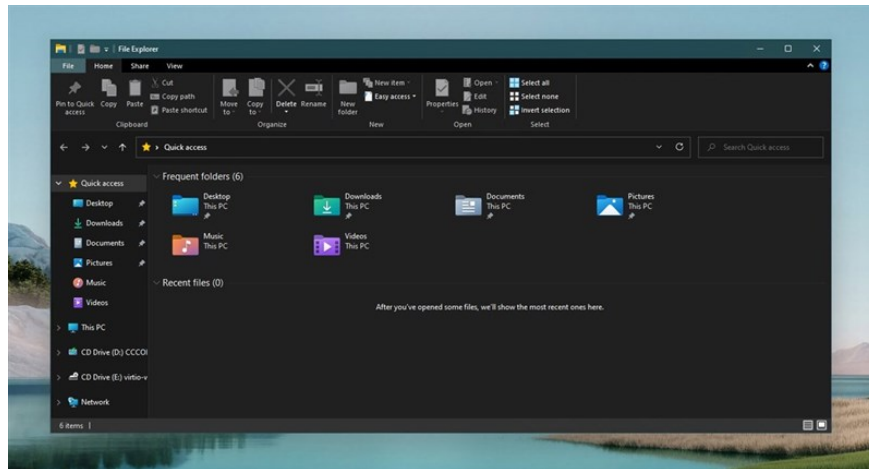 File Explorer
File Home Share View
Pin to Quick access
Copy
Paste
Cut
Copy path
Paste shortcut
Clipboard
Move to
Copy to
Delete
Rename
Organize
New folder
New item
Easy access
New
Properties
Open
Edit
History
Open
Select all
Select none
Invert selection
Select
Quick access
Search Quick access
Quick access
Desktop
Downloads
Documents
Pictures
Music
Videos
This PC
CD Drive (D:) CCCO
CD Drive (E:) virtio-v
Network
Frequent folders (6)
Desktop
This PC
Downloads
This PC
Documents
This PC
Pictures
This PC
Music
This PC
Videos
This PC
Recent files (0)
After you've opened some files, we'll show the most recent ones here.
6 items